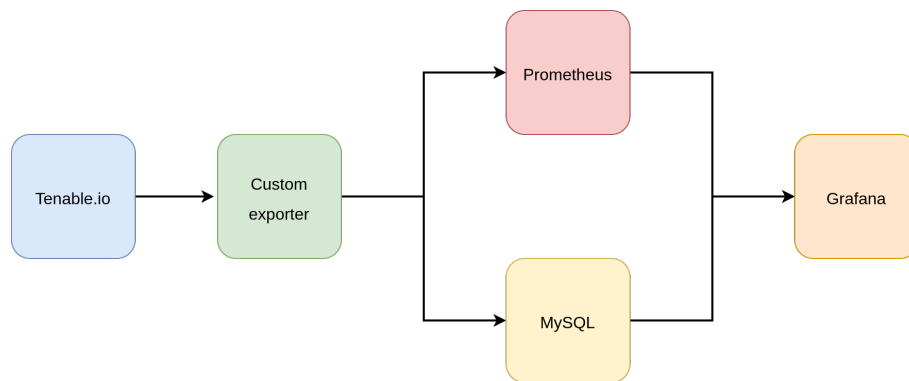 Tenable.io
Custom
exporter
Prometheus
MySQL
Grafana